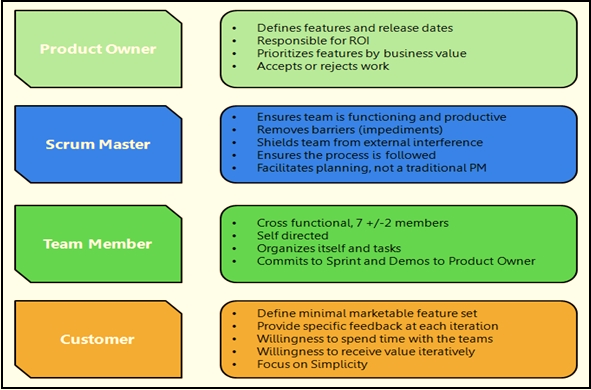 Product Owner
• Defines features and release dates
• Responsible for ROI
• Prioritizes features by business value
• Accepts or rejects work
Scrum Master
• Ensures team is functioning and productive
• Removes barriers (impediments)
• Shields team from external interference
• Ensures the process is followed
• Facilitates planning, not a traditional PM
Team Member
• Cross functional, 7 +/-2 members
• Self directed
• Organizes itself and tasks
• Commits to Sprint and Demos to Product Owner
Customer
• Define minimal marketable feature set
• Provide specific feedback at each iteration
• Willingness to spend time with the teams
• Willingness to receive value iteratively
• Focus on Simplicity